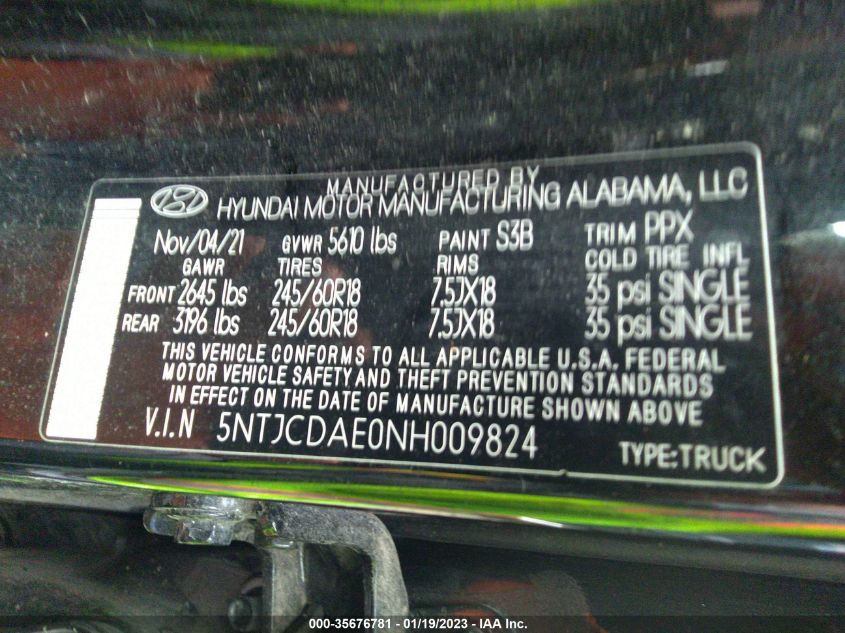 MANUFACTURED BY
HYUNDAI MOTOR MANUFACTURING ALABAMA, LLC
Nov/04/21 GVWR 5610 lbs PAINT S3B TRIM PPX
GAWR TIRES RIMS COLD TIRE INFL
FRONT 2645 lbs 245/60R18 7.5JX18 35 psi SINGLE
REAR 3196 lbs 245/60R18 7.5JX18 35 psi SINGLE
THIS VEHICLE CONFORMS TO ALL APPLICABLE U.S.A. FEDERAL
MOTOR VEHICLE SAFETY AND THEFT PREVENTION STANDARDS
IN EFFECT ON THE DATE OF MANUFACTURE SHOWN ABOVE
V.I.N 5NTJCDAE0NH009824
TYPE:TRUCK
000-35676781 - 01/19/2023 - IAA Inc.